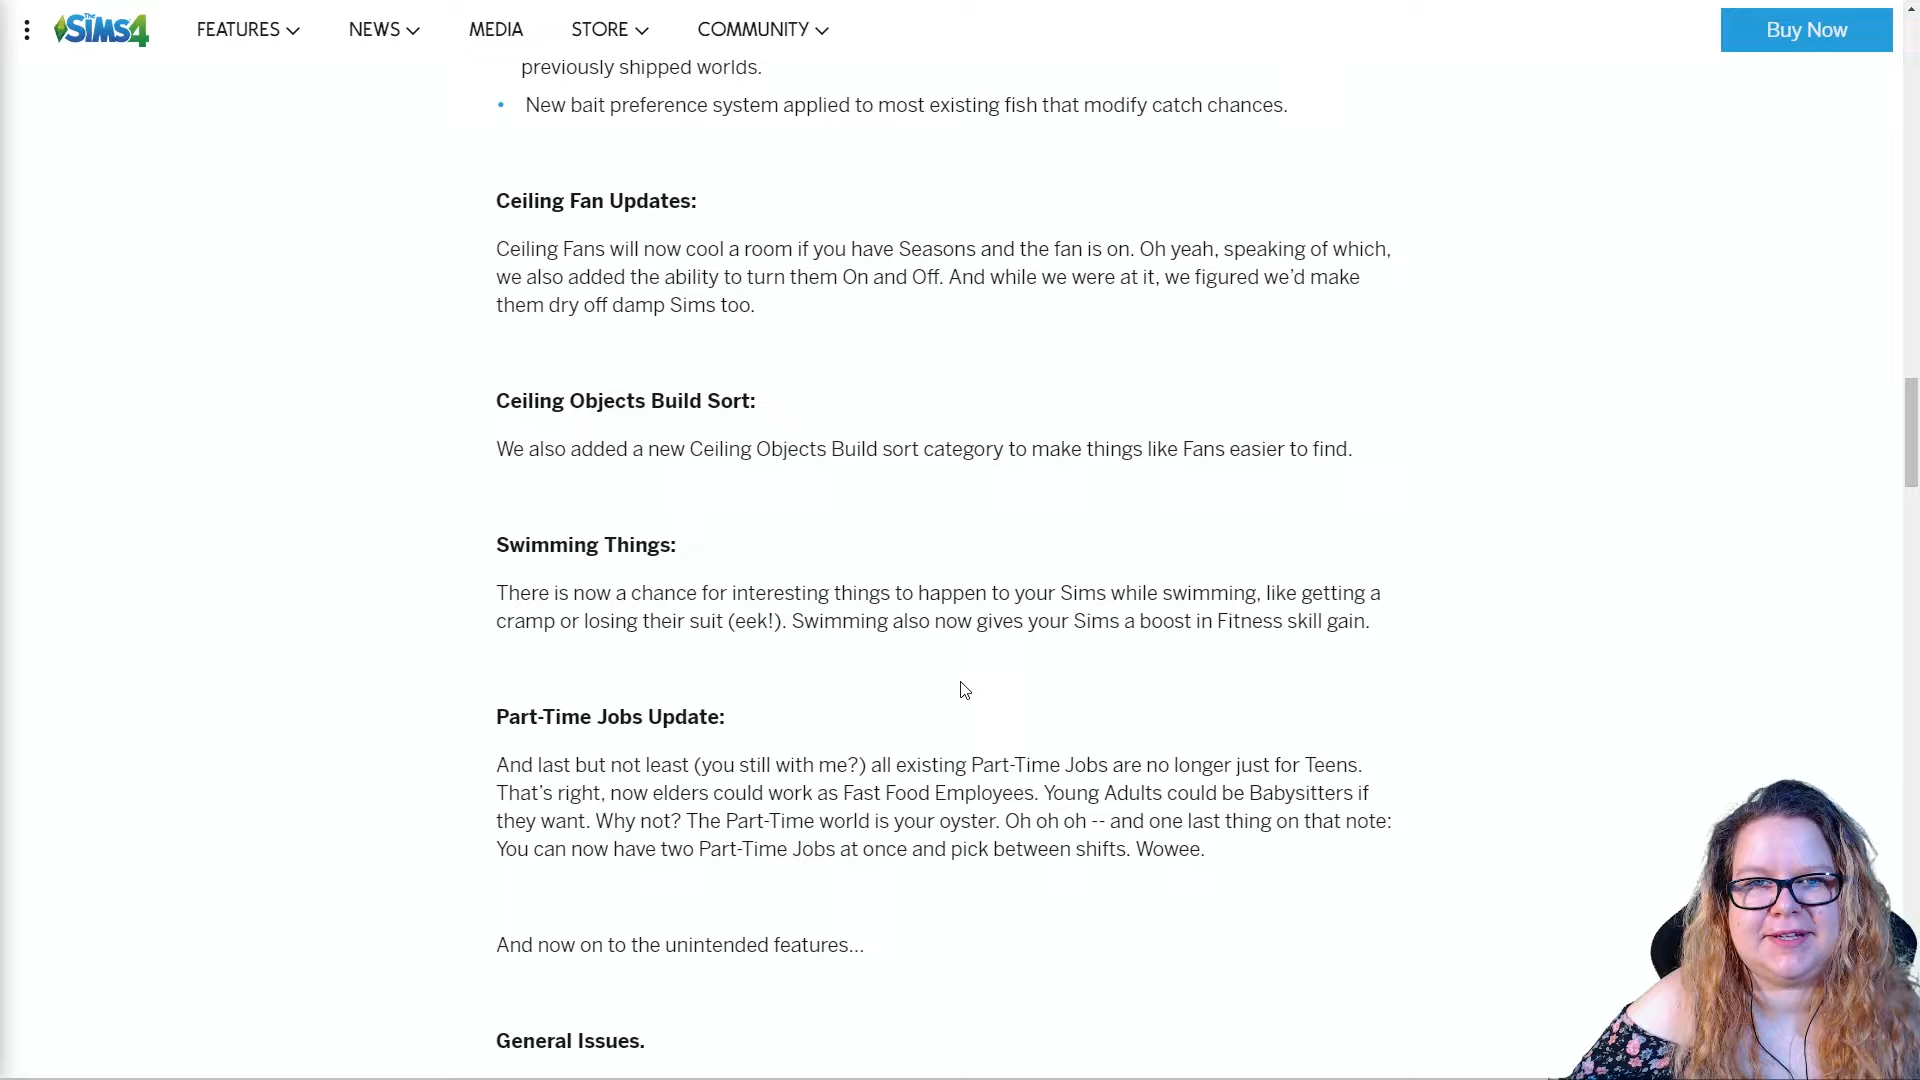 The SIMS 4
FEATURES
NEWS
MEDIA
STORE
COMMUNITY
Buy Now
previously shipped worlds.
• New bait preference system applied to most existing fish that modify catch chances.
Ceiling Fan Updates:
Ceiling Fans will now cool a room if you have Seasons and the fan is on. Oh yeah, speaking of which,
we also added the ability to turn them On and Off. And while we were at it, we figured we’d make
them dry off damp Sims too.
Ceiling Objects Build Sort:
We also added a new Ceiling Objects Build sort category to make things like Fans easier to find.
Swimming Things:
There is now a chance for interesting things to happen to your Sims while swimming, like getting a
cramp or losing their suit (eek!). Swimming also now gives your Sims a boost in Fitness skill gain.
Part-Time Jobs Update:
And last but not least (you still with me?) all existing Part-Time Jobs are no longer just for Teens.
That’s right, now elders could work as Fast Food Employees. Young Adults could be Babysitters if
they want. Why not? The Part-Time world is your oyster. Oh oh oh -- and one last thing on that note:
You can now have two Part-Time Jobs at once and pick between shifts. Wowee.
And now on to the unintended features...
General Issues.